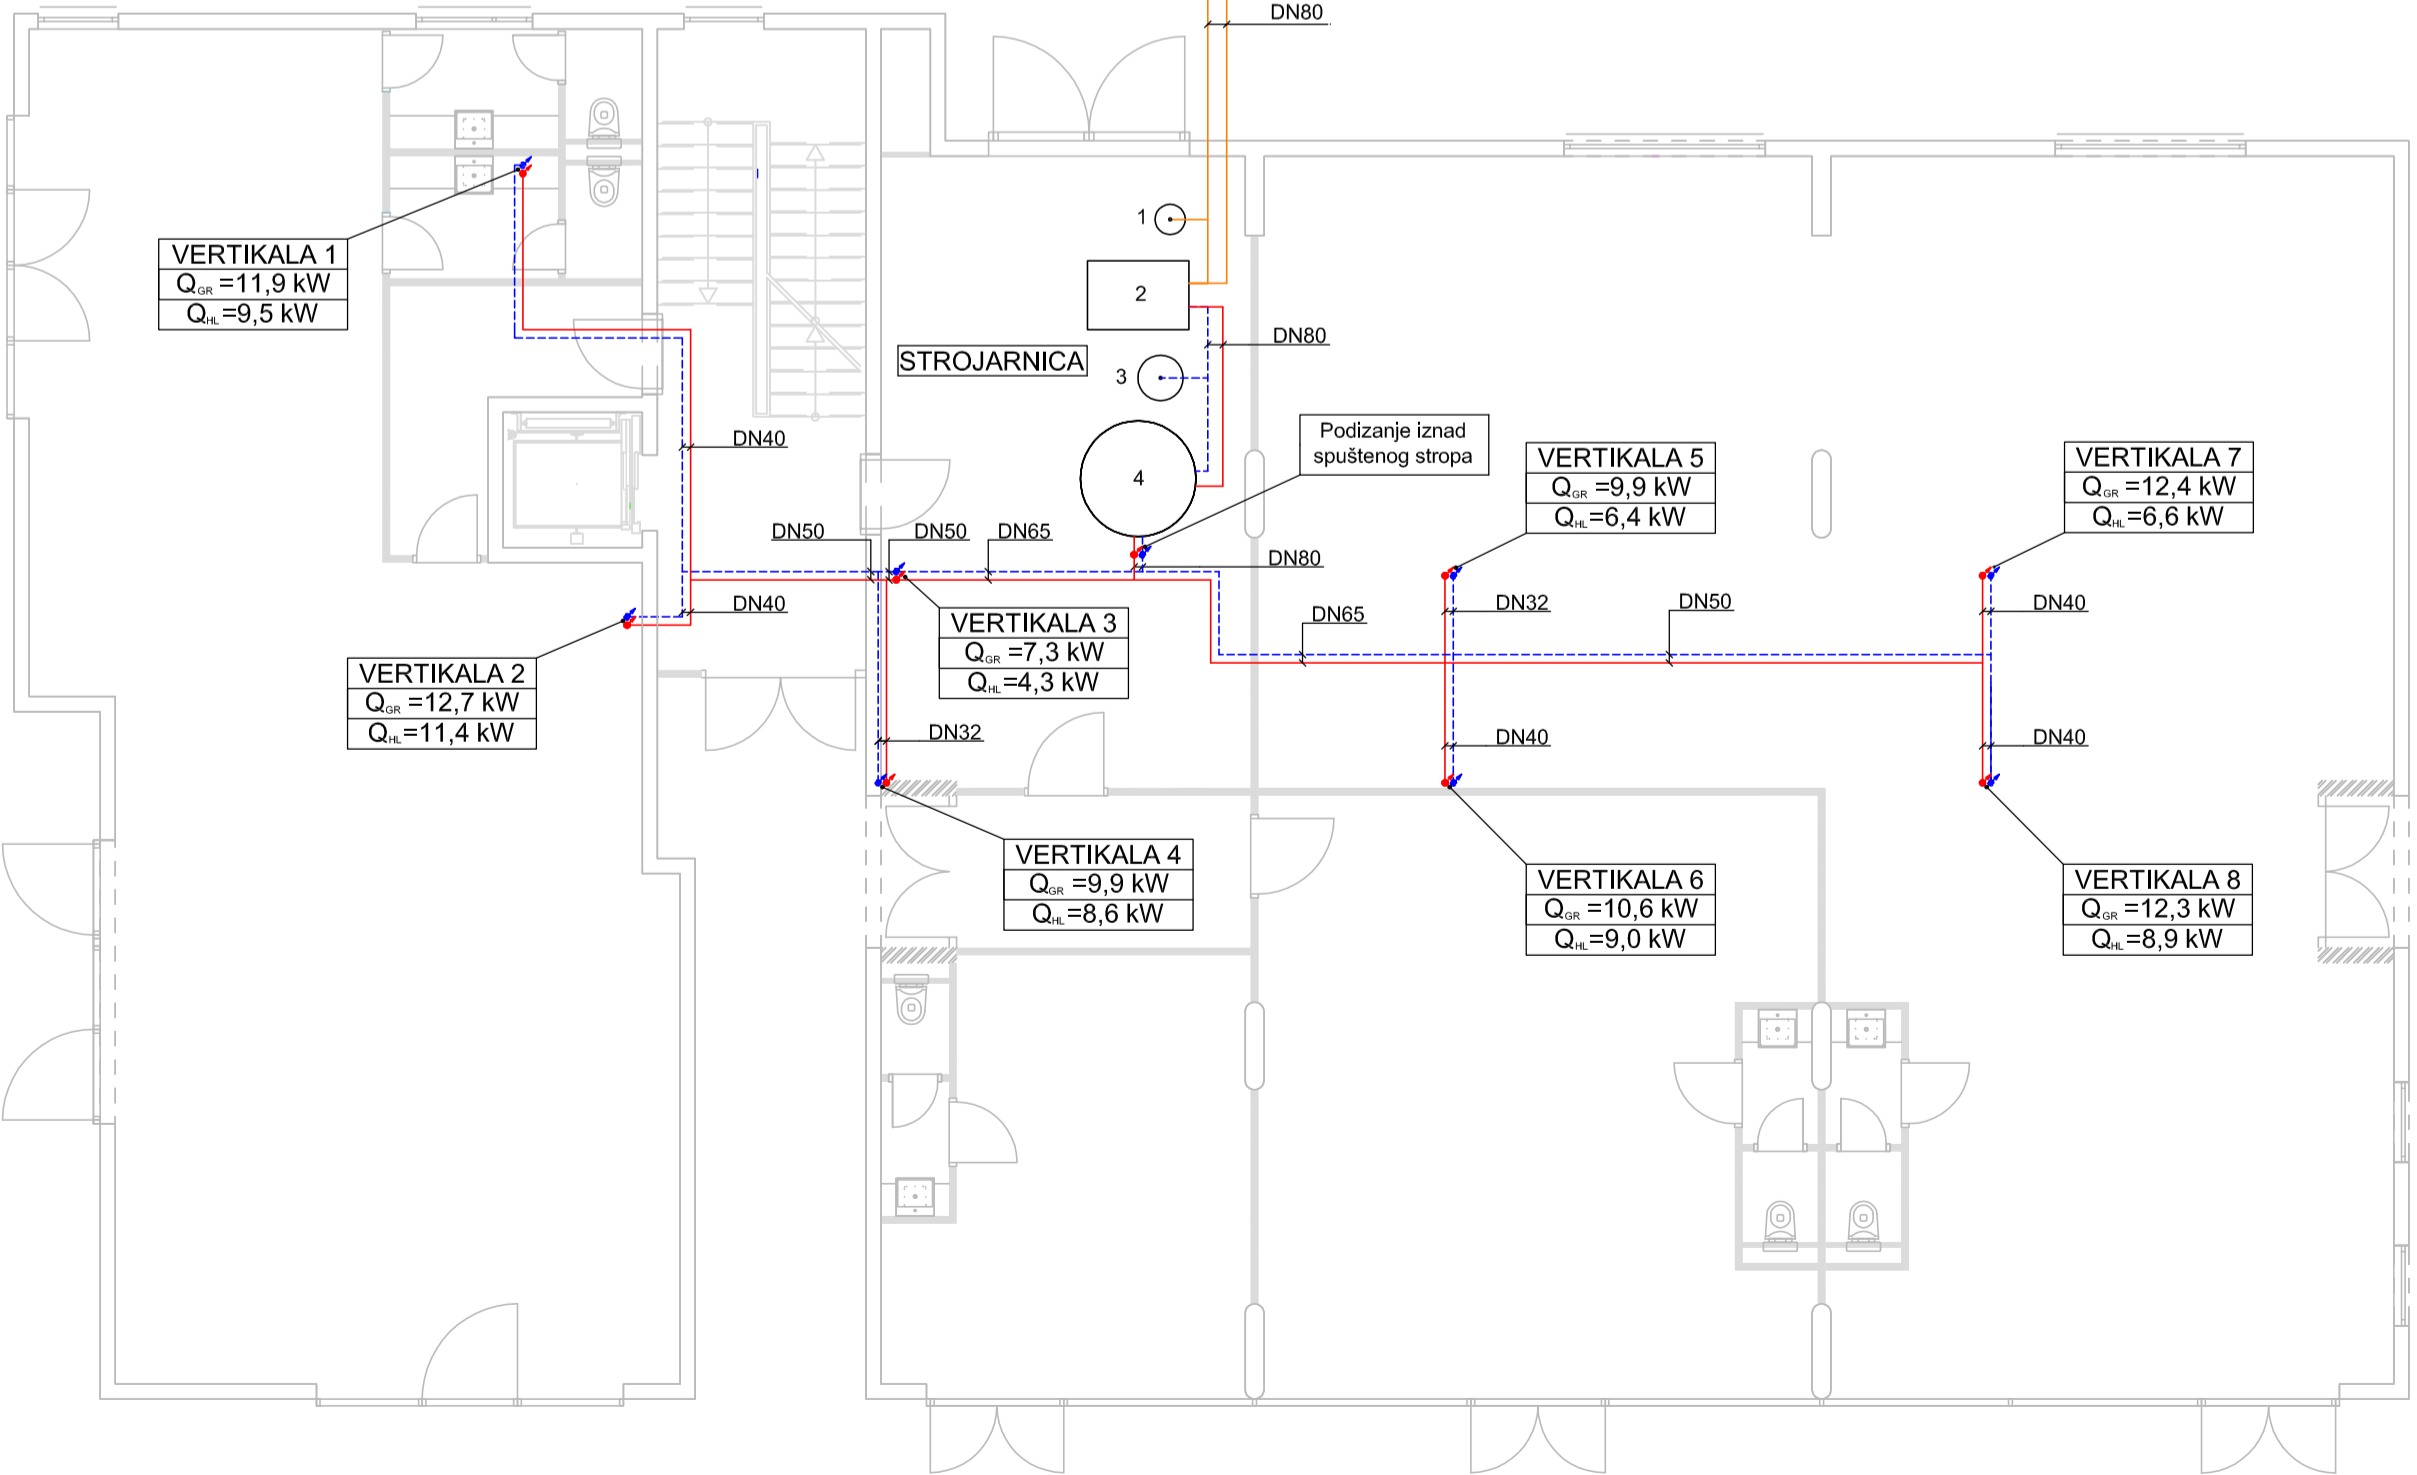 DN80
1
VERTIKALA 1
QGR =11,9 kW
QHL=9,5 kW
2
DN80
STROJARNICA
3
DN40
Podizanje iznad
spuštenog stropa
4
VERTIKALA 5
QGR =9,9 kW
QHL=6,4 kW
VERTIKALA 7
QGR =12,4 kW
QHL=6,6 kW
DN50
DN50
DN65
DN80
DN40
DN65
DN32
DN50
DN40
VERTIKALA 3
QGR =7,3 kW
QHL=4,3 kW
VERTIKALA 2
QGR =12,7 kW
QHL=11,4 kW
DN32
DN40
DN40
VERTIKALA 4
QGR =9,9 kW
QHL=8,6 kW
VERTIKALA 6
QGR =10,6 kW
QHL=9,0 kW
VERTIKALA 8
QGR =12,3 kW
QHL=8,9 kW